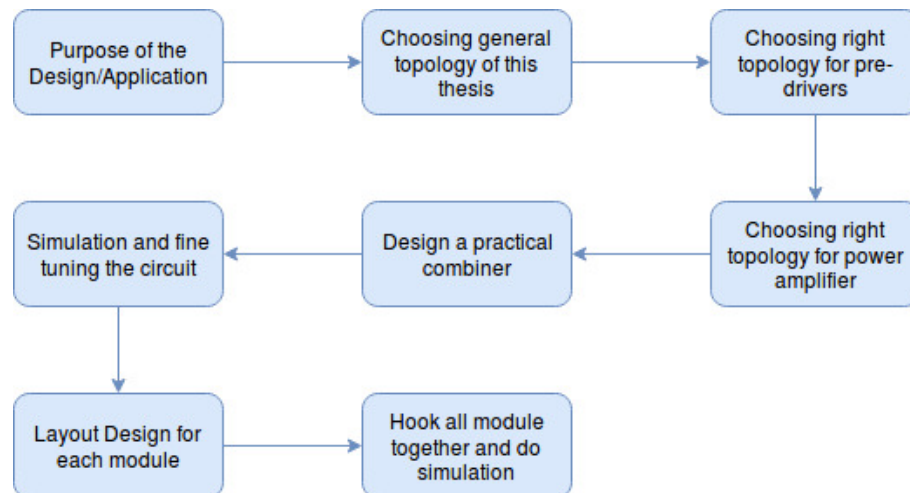 Purpose of the
Design/Application
Choosing general
topology of this
thesis
Choosing right
topology for pre-
drivers
Choosing right
topology for power
amplifier
Design a practical
combiner
Simulation and fine
tuning the circuit
Layout Design for
each module
Hook all module
together and do
simulation